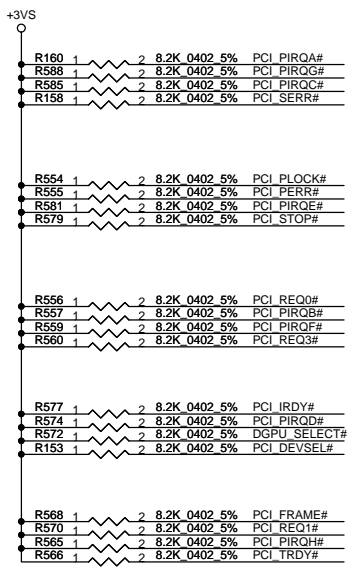 +3VS
R160 1 2 8.2K_0402_5% PCI_PIRQA#
R588 1 2 8.2K_0402_5% PCI_PIRQG#
R585 1 2 8.2K_0402_5% PCI_PIRQC#
R158 1 2 8.2K_0402_5% PCI_SERR#
R554 1 2 8.2K_0402_5% PCI_PLOCK#
R555 1 2 8.2K_0402_5% PCI_PERR#
R581 1 2 8.2K_0402_5% PCI_PIRQE#
R579 1 2 8.2K_0402_5% PCI_STOP#
R556 1 2 8.2K_0402_5% PCI_REQ0#
R557 1 2 8.2K_0402_5% PCI_PIRQB#
R559 1 2 8.2K_0402_5% PCI_PIRQF#
R560 1 2 8.2K_0402_5% PCI_REQ3#
R577 1 2 8.2K_0402_5% PCI_IRDY#
R574 1 2 8.2K_0402_5% PCI_PIRQD#
R572 1 2 8.2K_0402_5% DGPU_SELECT#
R153 1 2 8.2K_0402_5% PCI_DEVSEL#
R568 1 2 8.2K_0402_5% PCI_FRAME#
R570 1 2 8.2K_0402_5% PCI_REQ1#
R565 1 2 8.2K_0402_5% PCI_PIRQH#
R566 1 2 8.2K_0402_5% PCI_TRDY#